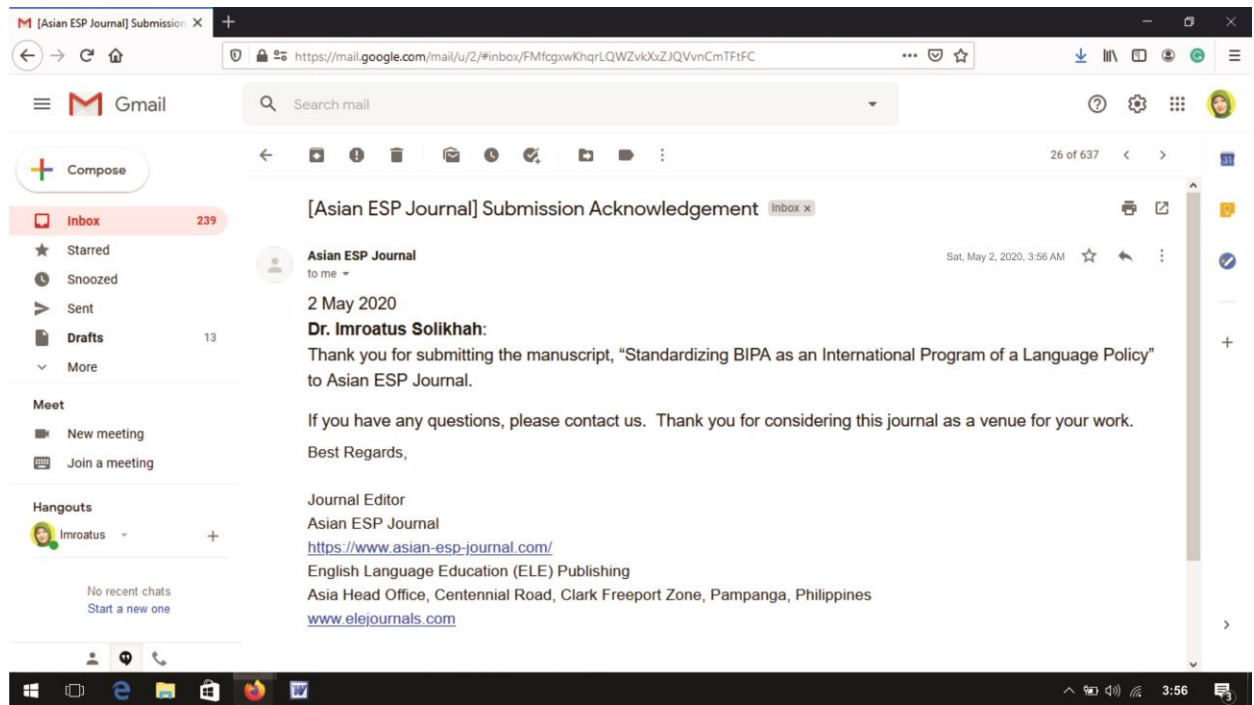 [Asian ESP Journal] Submission
https://mail.google.com/mail/u/2/#inbox/FMfcgxwKhqrLQWZvkXxZJQVvnCmTFtFC
Gmail
Search mail
Compose
26 of 637
Inbox 239
Starred
Snoozed
Sent
Drafts 13
More
Meet
New meeting
Join a meeting
Hangouts
Imroatus
No recent chats
Start a new one
[Asian ESP Journal] Submission Acknowledgement Inbox x
Asian ESP Journal Sat, May 2, 2020, 3:56 AM
to me
2 May 2020
Dr. Imroatus Solikhah:
Thank you for submitting the manuscript, “Standardizing BIPA as an International Program of a Language Policy”
to Asian ESP Journal.
If you have any questions, please contact us. Thank you for considering this journal as a venue for your work.
Best Regards,
Journal Editor
Asian ESP Journal
https://www.asian-esp-journal.com/
English Language Education (ELE) Publishing
Asia Head Office, Centennial Road, Clark Freeport Zone, Pampanga, Philippines
www.elejournals.com
31
3:56
3